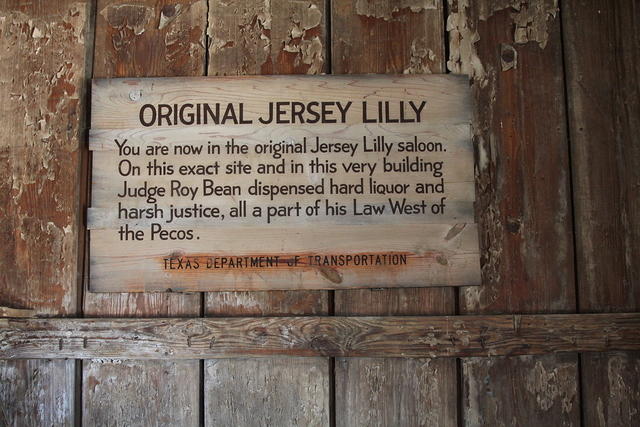 ORIGINAL JERSEY LILLY
You are now in the original Jersey Lilly saloon.
On this exact site and in this very building
Judge Roy Bean dispensed hard liquor and
harsh justice, all a part of his Law West of
the Pecos.
TEXAS DEPARTMENT OF TRANSPORTATION